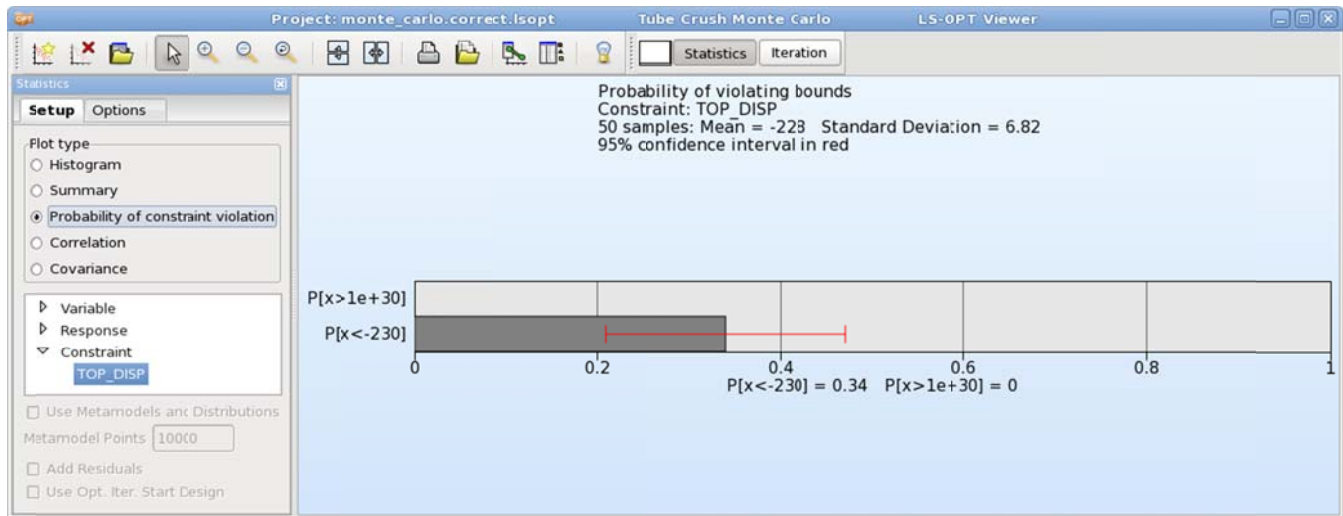 OPT Project: monte_carlo.correct.lsopt Tube Crush Monte Carlo LS-OPT Viewer
Statistics Iteration
Statistics
Setup Options
Plot type
Histogram
Summary
Probability of constraint violation
Correlation
Covariance
Variable
Response
Constraint
TOP_DISP
Use Metamodels and Distributions
Metamodel Points 10000
Add Residuals
Use Opt. Iter. Start Design
Probability of violating bounds
Constraint: TOP_DISP
50 samples: Mean = -228 Standard Deviation = 6.82
95% confidence interval in red
P[x>1e+30]
P[x<-230]
0 0.2 0.4 0.6 0.8 1
P[x<-230] = 0.34 P[x>1e+30] = 0